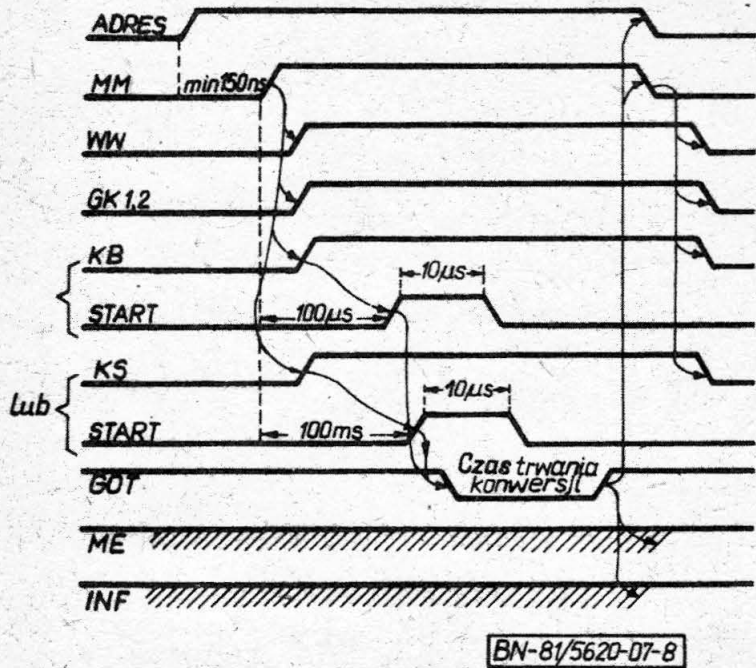 ADRES
MM
min150ns
WW
GK 1,2
KB
10µs
START
100µs
KS
10µs
lub
START
100ms
GOT
Czas trwania
konwersji
ME
INF
BN-81/5620-07-8